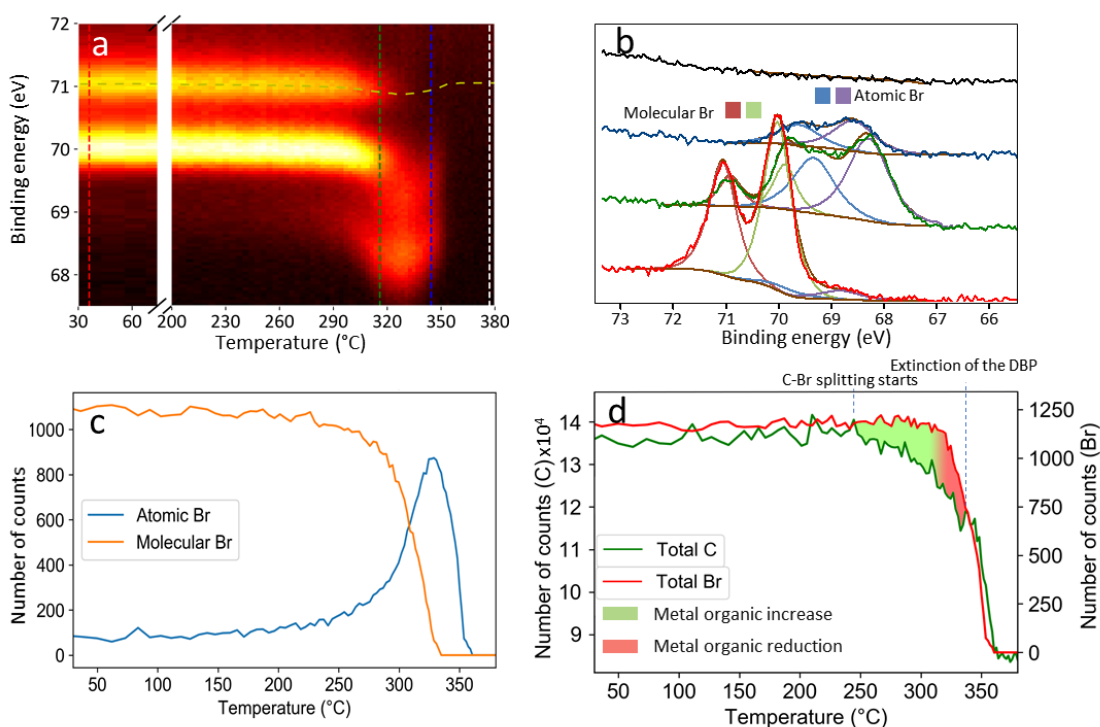 a
72
71
70
69
68
Binding energy (eV)
30
60
200
230
260
290
320
350
380
Temperature (°C)
b
Molecular Br
Atomic Br
73
72
71
70
69
68
67
66
Binding energy (eV)
c
1000
800
600
400
200
0
Number of counts
Atomic Br
Molecular Br
50
100
150
200
250
300
350
Temperature (°C)
Extinction of the DBP
C-Br splitting starts
d
14
13
12
11
10
9
Number of counts (C) x10⁴
1250
1000
750
500
250
0
Number of counts (Br)
Total C
Total Br
Metal organic increase
Metal organic reduction
50
100
150
200
250
300
350
Temperature (°C)